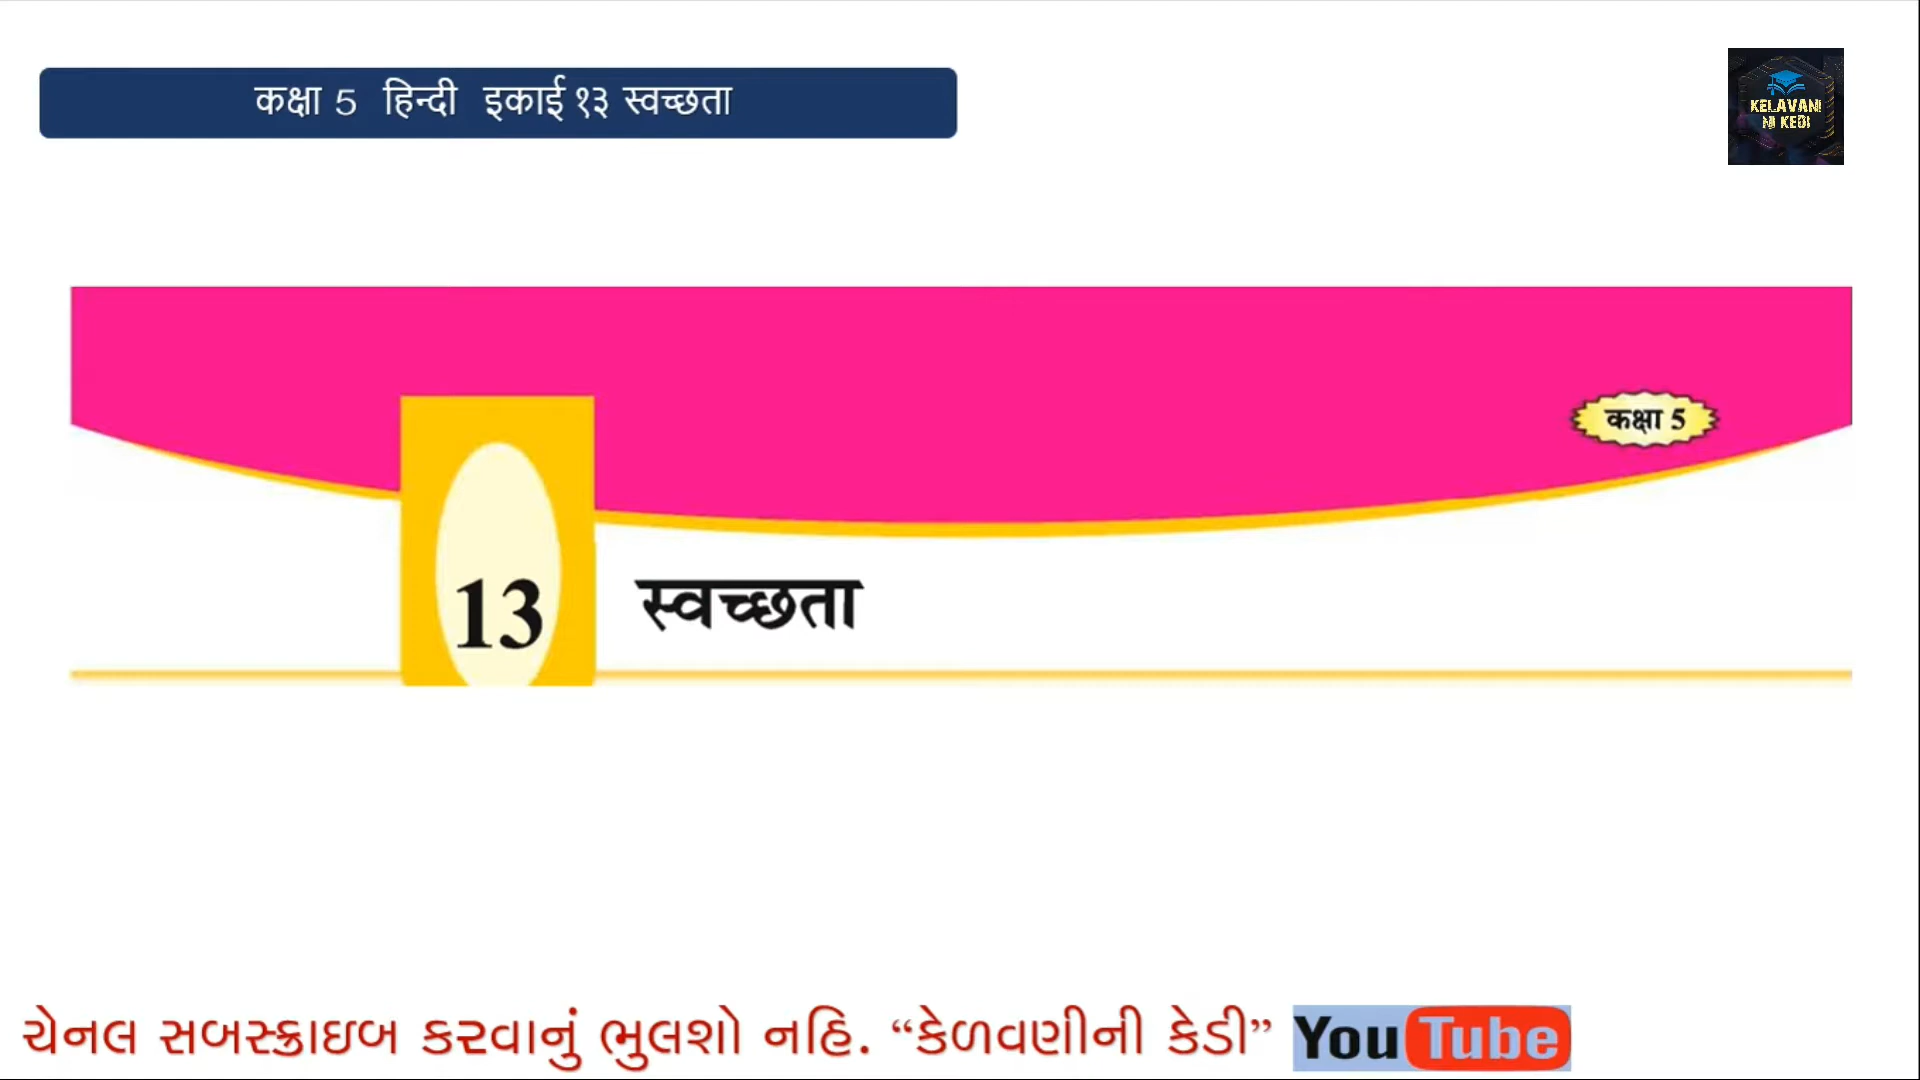 कक्षा 5 हिन्दी इकाई १३ स्वच्छता
KELAVANI
NI KEDI
कक्षा 5
13 स्वच्छता
ચેનલ સબસ્ક્રાઇબ કરવાનું ભુલશો નહિ. “કેળવણીની કેડી” YouTube